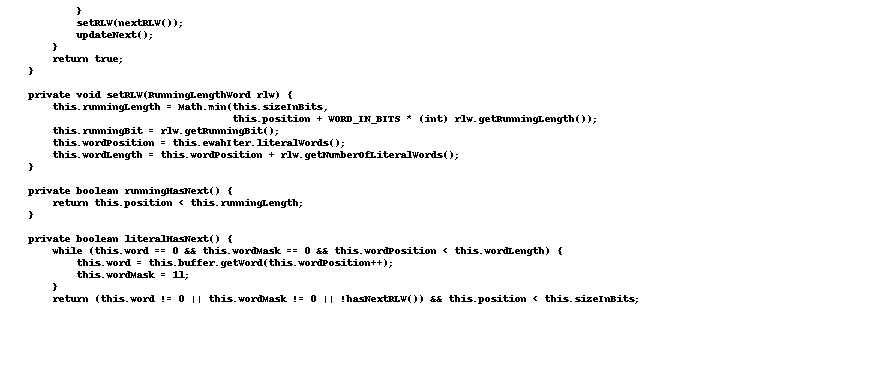 }
setRLW(nextRLW());
updateNext();
}
return true;
}
private void setRLW(RunningLengthWord rlw) {
this.runningLength = Math.min(this.sizeInBits,
this.position + WORD_IN_BITS * (int) rlw.getRunningLength());
this.runningBit = rlw.getRunningBit();
this.wordPosition = this.ewahIter.literalWords();
this.wordLength = this.wordPosition + rlw.getNumberOfLiteralWords();
}
private boolean runningHasNext() {
return this.position < this.runningLength;
}
private boolean literalHasNext() {
while (this.word == 0 && this.wordMask == 0 && this.wordPosition < this.wordLength) {
this.word = this.buffer.getWord(this.wordPosition++);
this.wordMask = 1l;
}
return (this.word != 0 || this.wordMask != 0 || !hasNextRLW()) && this.position < this.sizeInBits;